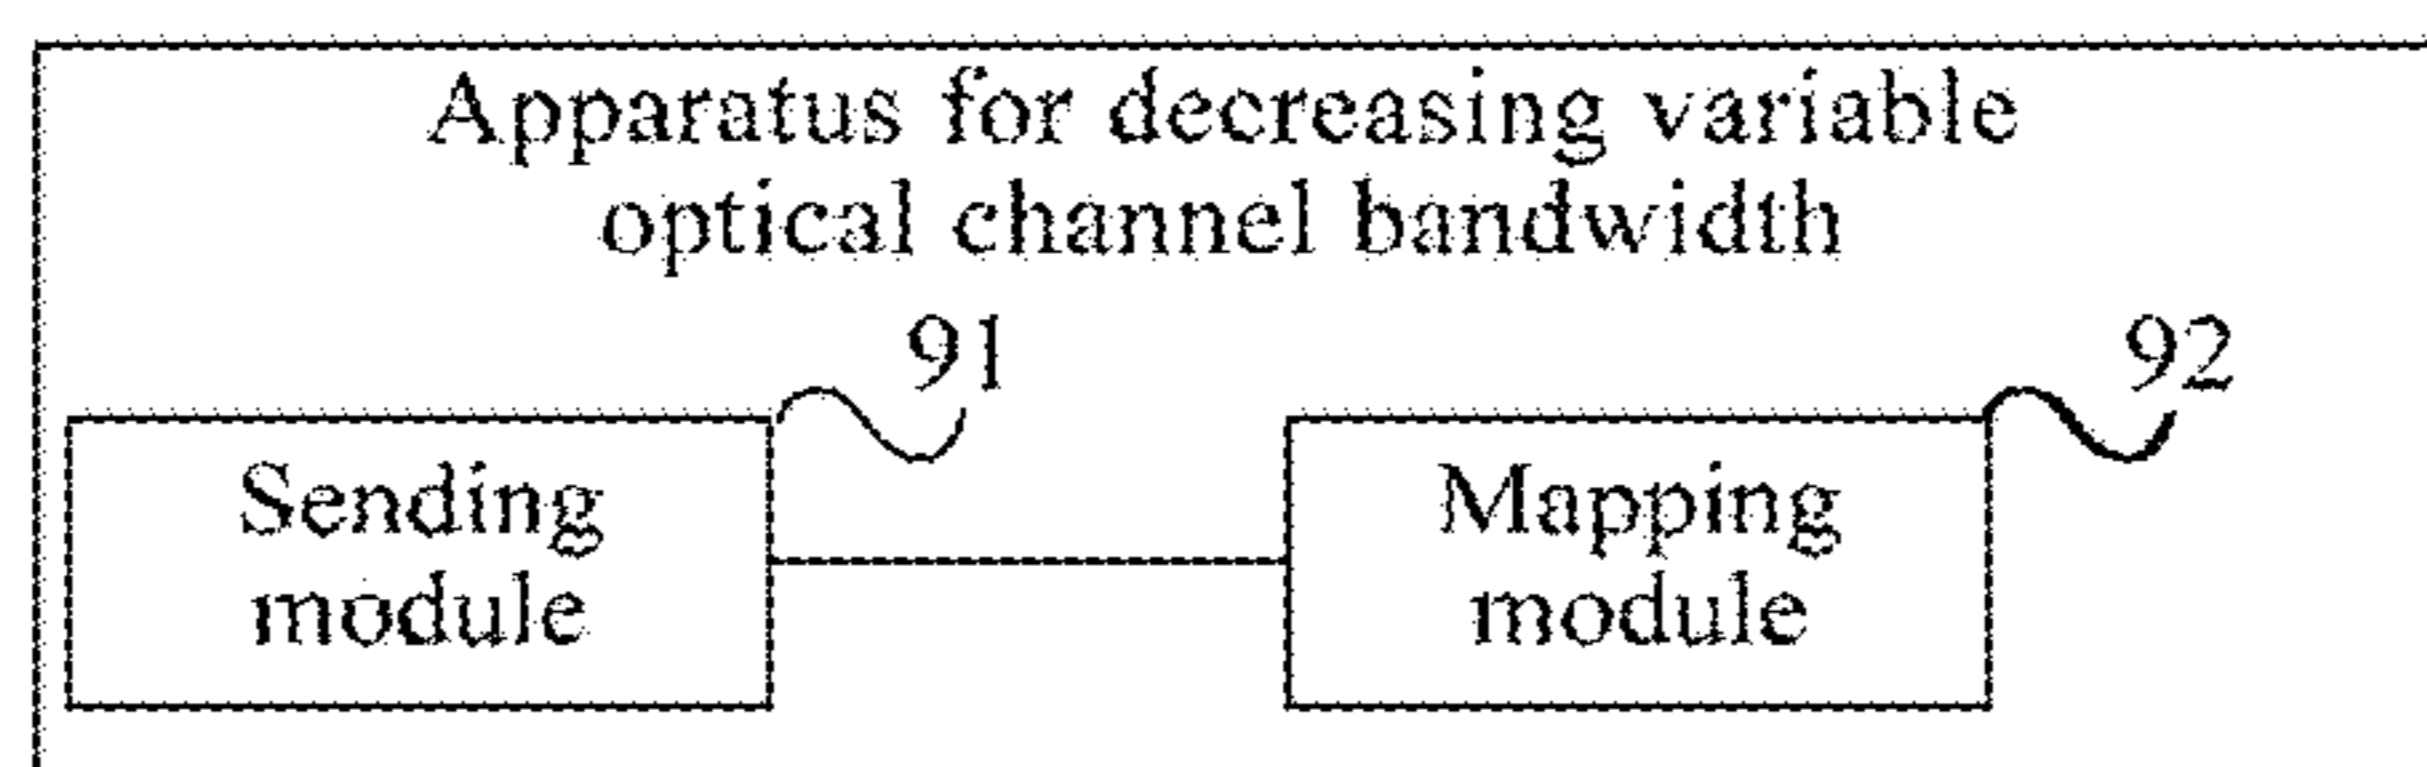 Apparatus for decreasing variable
optical channel bandwidth
91
92
Sending
module
Mapping
module